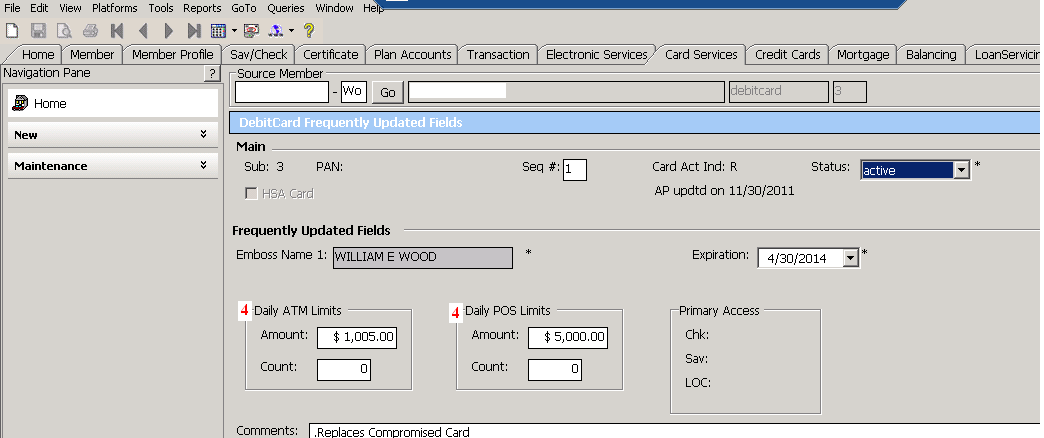 File Edit View Platforms Tools Reports GoTo Queries Window Help
Home Member Member Profile Sav/Check Certificate Plan Accounts Transaction Electronic Services Card Services Credit Cards Mortgage Balancing LoanServicin
Navigation Pane ?
Source Member
- Wo Go debitcard 3
Home
DebitCard Frequently Updated Fields
New
Main
Maintenance
Sub: 3 PAN: Seq #: 1 Card Act Ind: R Status: active *
HSA Card
AP updtd on 11/30/2011
Frequently Updated Fields
Emboss Name 1: WILLIAM E WOOD * Expiration: 4/30/2014 *
4 Daily ATM Limits 4 Daily POS Limits Primary Access
Amount: $ 1,005.00 Amount: $ 5,000.00 Chk:
Sav:
Count: 0 Count: 0
LOC:
Comments: .Replaces Compromised Card